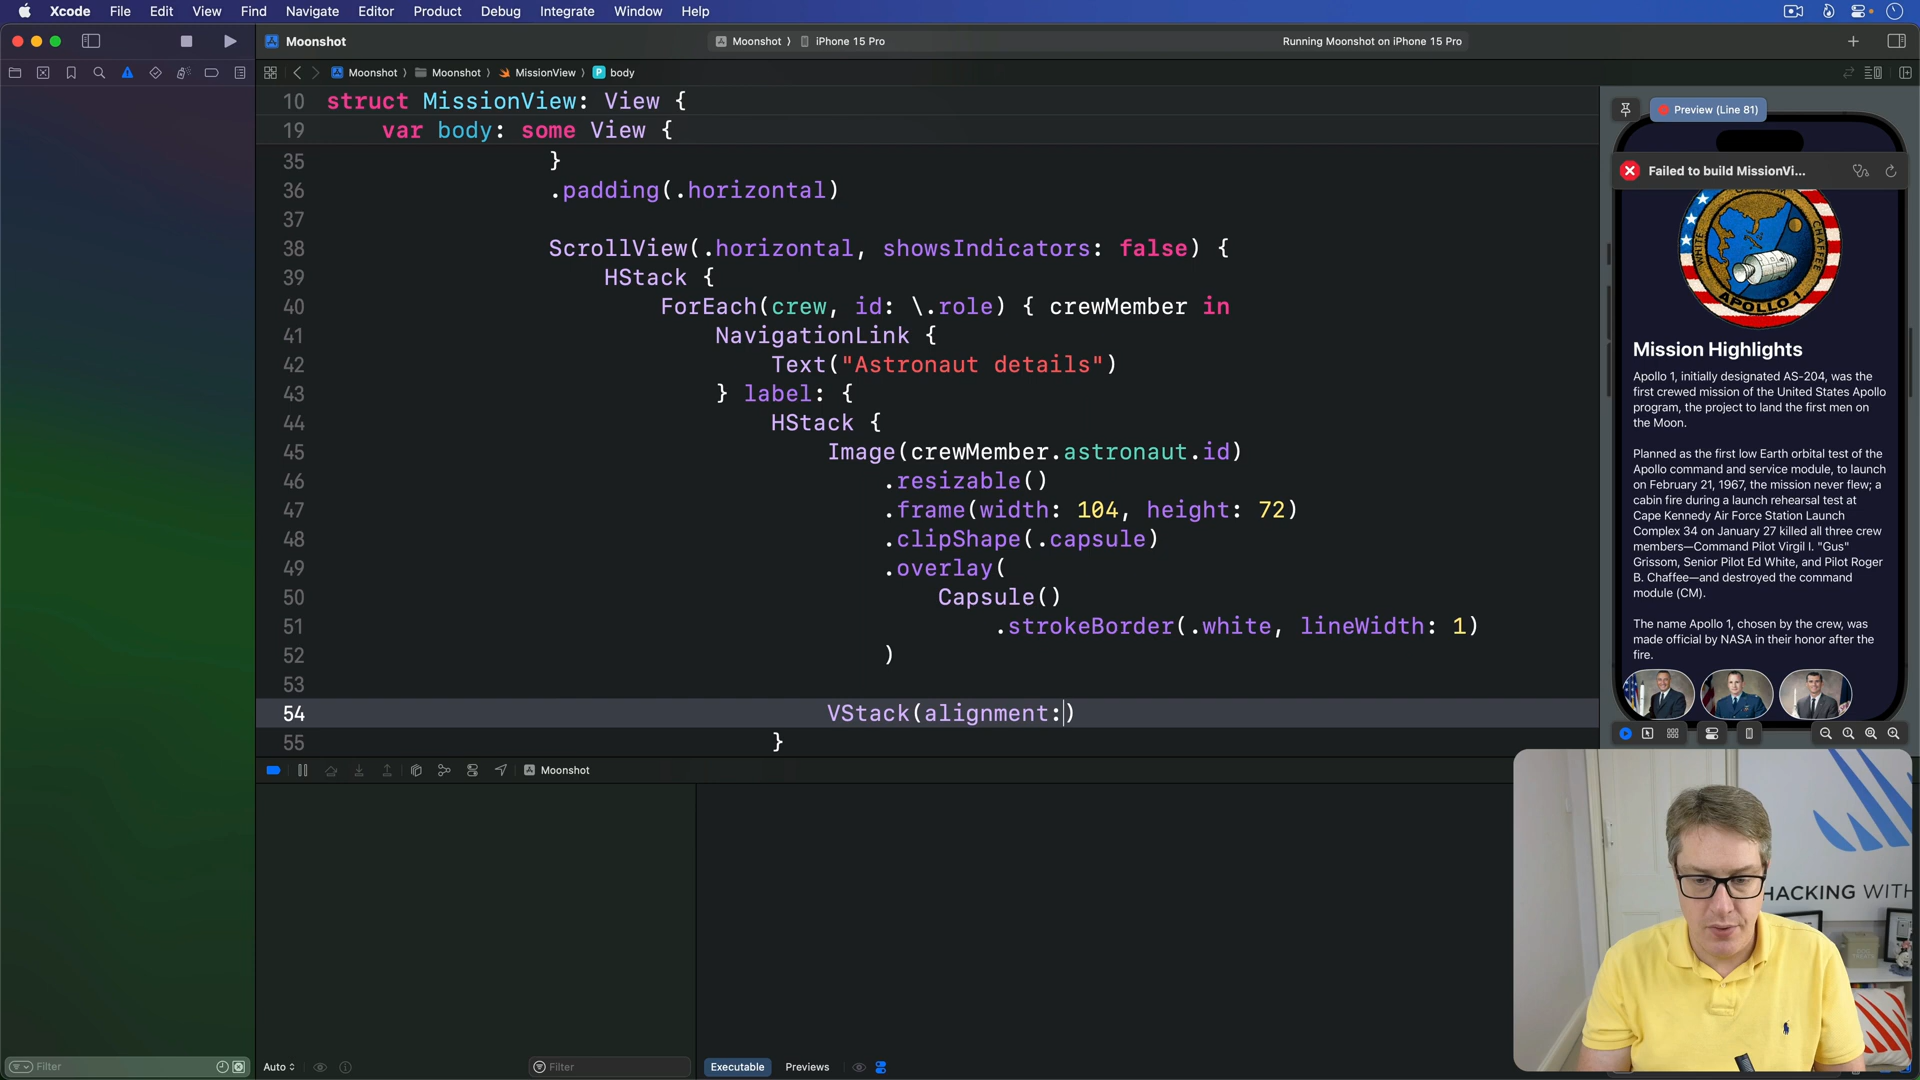 Xcode File Edit View Find Navigate Editor Product Debug Integrate Window Help
Moonshot
Moonshot 〉 iPhone 15 Pro
Running Moonshot on iPhone 15 Pro
Moonshot 〉 Moonshot 〉 MissionView 〉 P body
10 struct MissionView: View {
19 var body: some View {
35 }
36 .padding(.horizontal)
37
38 ScrollView(.horizontal, showsIndicators: false) {
39 HStack {
40 ForEach(crew, id: \.role) { crewMember in
41 NavigationLink {
42 Text("Astronaut details")
43 } label: {
44 HStack {
45 Image(crewMember.astronaut.id)
46 .resizable()
47 .frame(width: 104, height: 72)
48 .clipShape(.capsule)
49 .overlay(
50 Capsule()
51 .strokeBorder(.white, lineWidth: 1)
52 )
53
54 VStack(alignment:)
55 }
Preview (Line 81)
Failed to build MissionVi...
WHITE
CHAFFEE
APOLLO 1
Mission Highlights
Apollo 1, initially designated AS-204, was the
first crewed mission of the United States Apollo
program, the project to land the first men on
the Moon.
Planned as the first low Earth orbital test of the
Apollo command and service module, to launch
on February 21, 1967, the mission never flew; a
cabin fire during a launch rehearsal test at
Cape Kennedy Air Force Station Launch
Complex 34 on January 27 killed all three crew
members—Command Pilot Virgil I. "Gus"
Grissom, Senior Pilot Ed White, and Pilot Roger
B. Chaffee—and destroyed the command
module (CM).
The name Apollo 1, chosen by the crew, was
made official by NASA in their honor after the
fire.
Moonshot
HACKING WITH
Filter
Auto
Filter
Executable
Previews